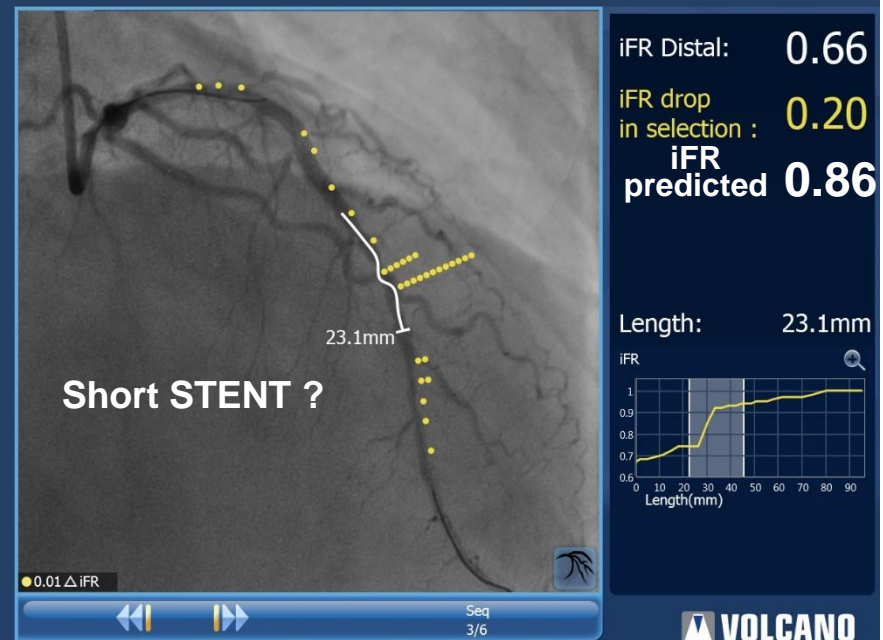 iFR Distal: 0.66
iFR drop
in selection : 0.20
iFR
predicted 0.86
23.1mm
Short STENT ?
Length: 23.1mm
iFR
1
0.9
0.8
0.7
0.6
0 10 20 30 40 50 60 70 80 90
Length(mm)
0.01 △ iFR
Seq
3/6
VOLCANO